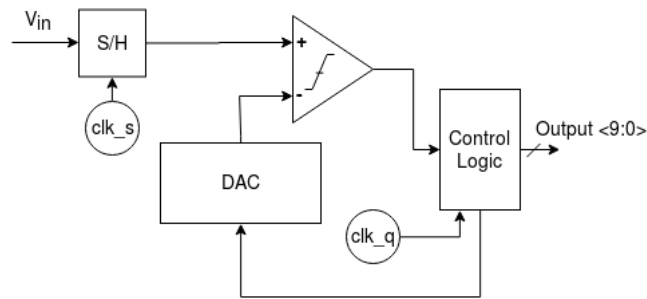 Vin
S/H
clk_s
+
-
DAC
clk_q
Control
Logic
Output <9:0>